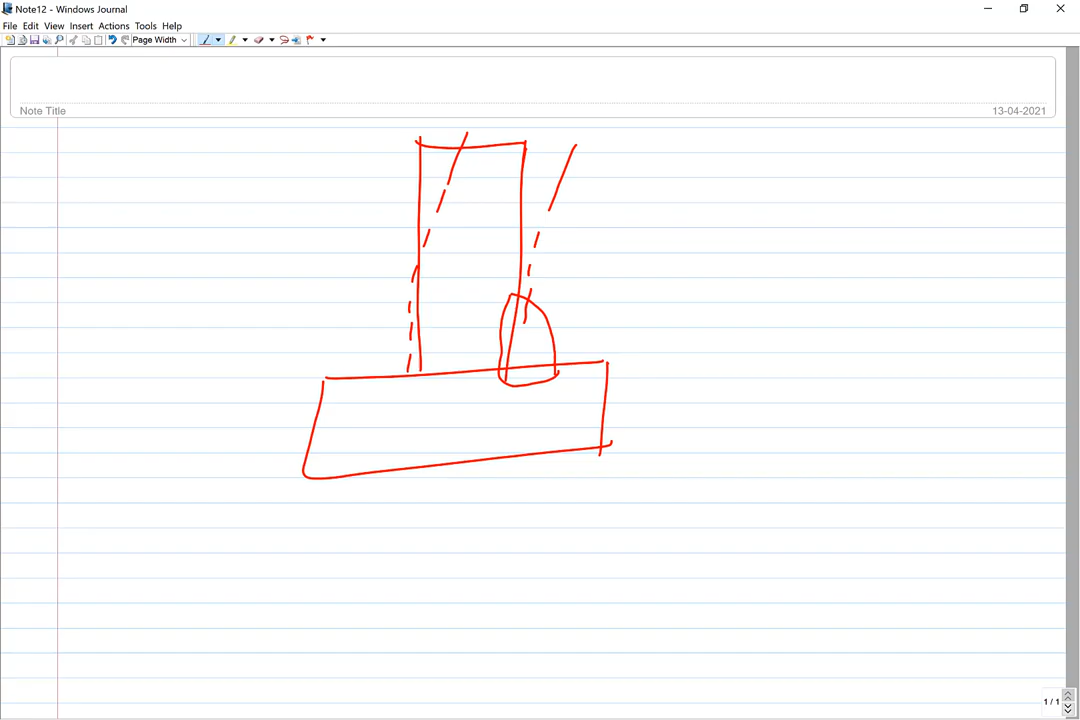 Note12 - Windows Journal
File Edit View Insert Actions Tools Help
Page Width
Note Title
13-04-2021
1 / 1